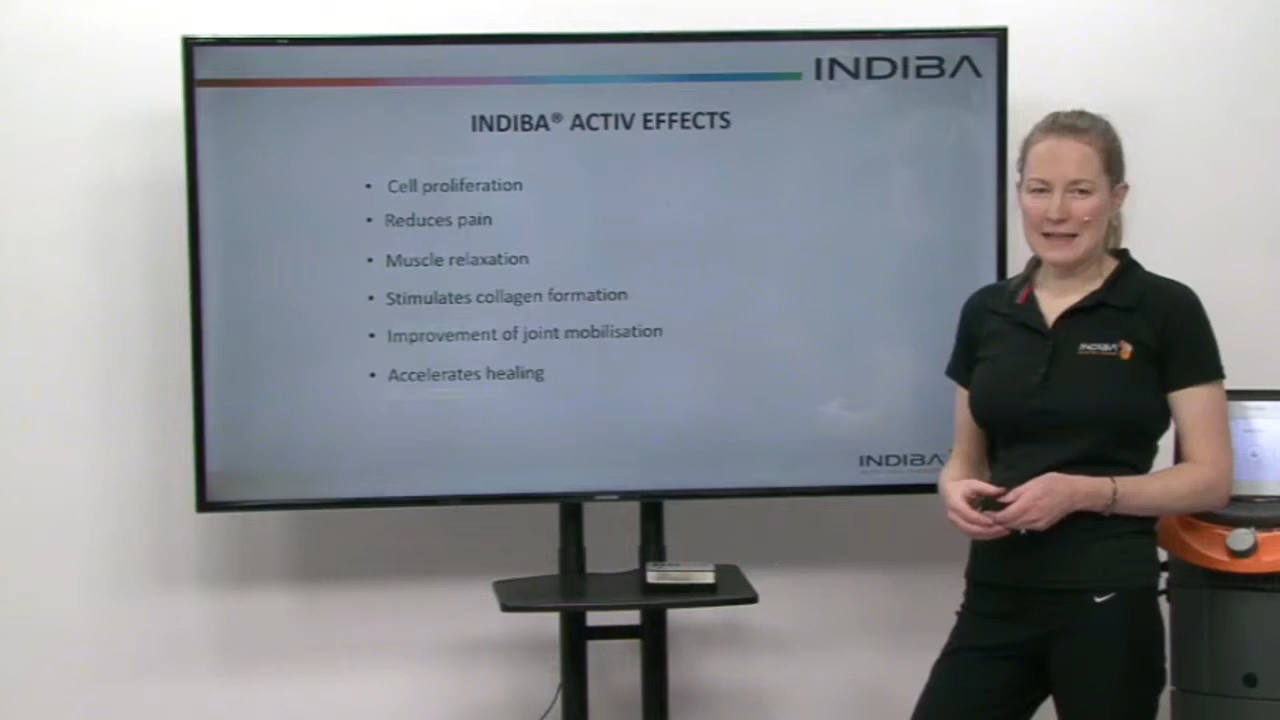 INDIBA
INDIBA® ACTIV EFFECTS
• Cell proliferation
• Reduces pain
• Muscle relaxation
• Stimulates collagen formation
• Improvement of joint mobilisation
• Accelerates healing
INDIBA
INDIBA